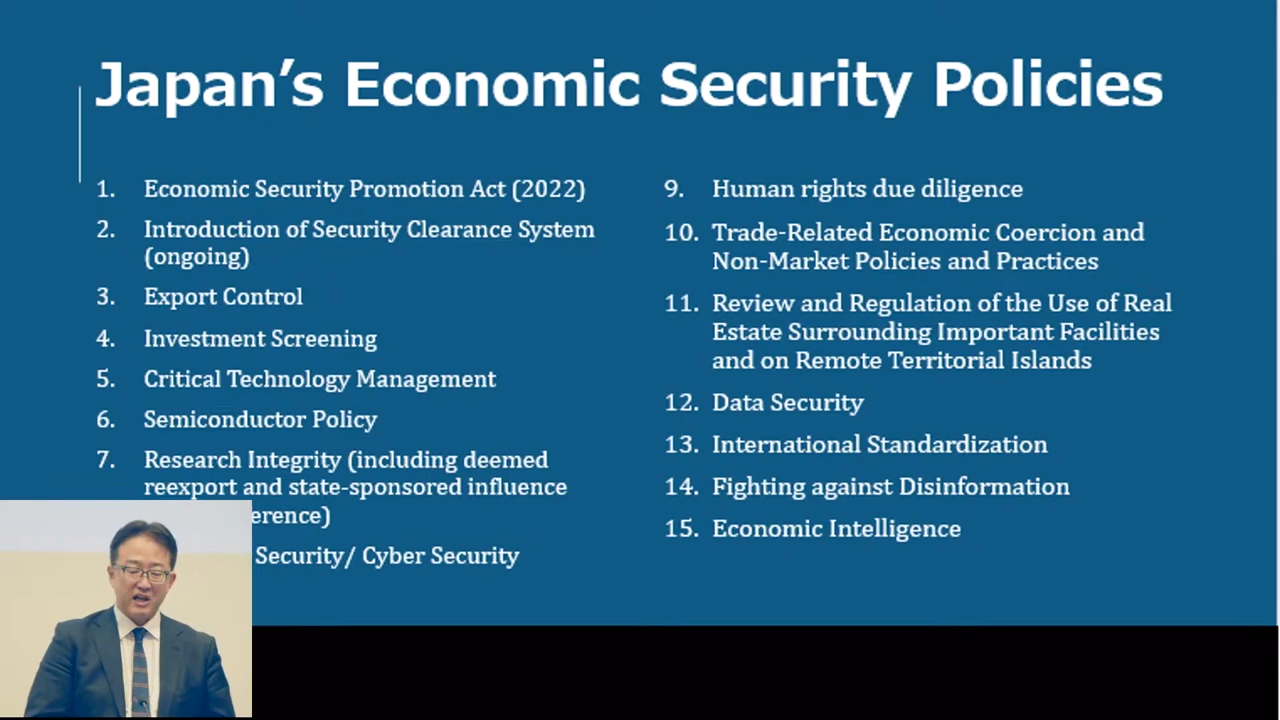 Japan's Economic Security Policies
1. Economic Security Promotion Act (2022)
2. Introduction of Security Clearance System
(ongoing)
3. Export Control
4. Investment Screening
5. Critical Technology Management
6. Semiconductor Policy
7. Research Integrity (including deemed
reexport and state-sponsored influence
erence)
Security/ Cyber Security
9. Human rights due diligence
10. Trade-Related Economic Coercion and
Non-Market Policies and Practices
11. Review and Regulation of the Use of Real
Estate Surrounding Important Facilities
and on Remote Territorial Islands
12. Data Security
13. International Standardization
14. Fighting against Disinformation
15. Economic Intelligence